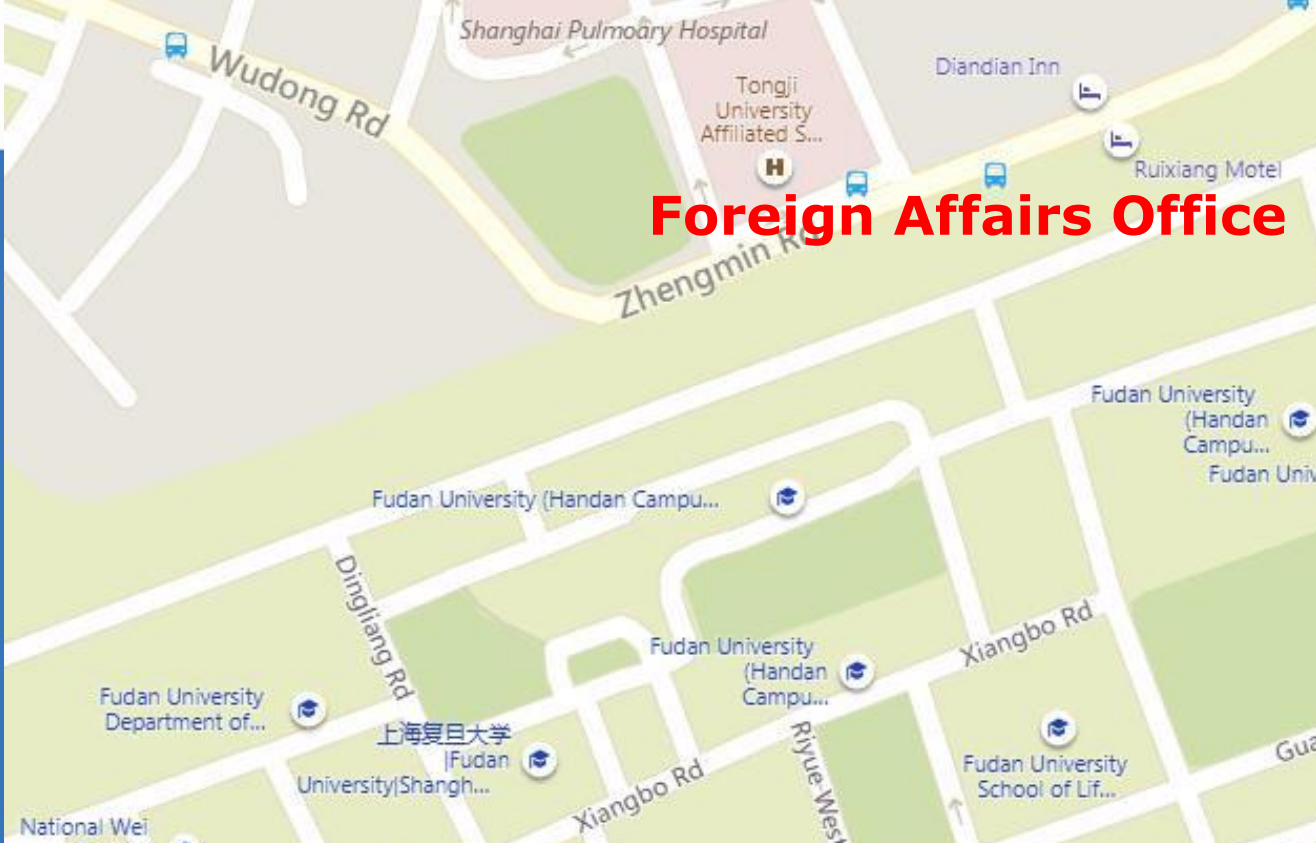 Shanghai Pulmoary Hospital
Wudong Rd
Diandian Inn
Tongji
University
Affiliated S...
H
Ruixiang Motel
Foreign Affairs Office
Zhengmin Rd
Fudan University
(Handan
Campu...
Fudan Univ
Fudan University (Handan Campu...
Dingliang Rd
Xiangbo Rd
Fudan University
(Handan
Campu...
Fudan University
Department of...
上海复旦大学
|Fudan
University|Shangh...
Riyue West
Fudan University
School of Lif...
Gua
Xiangbo Rd
National Wei